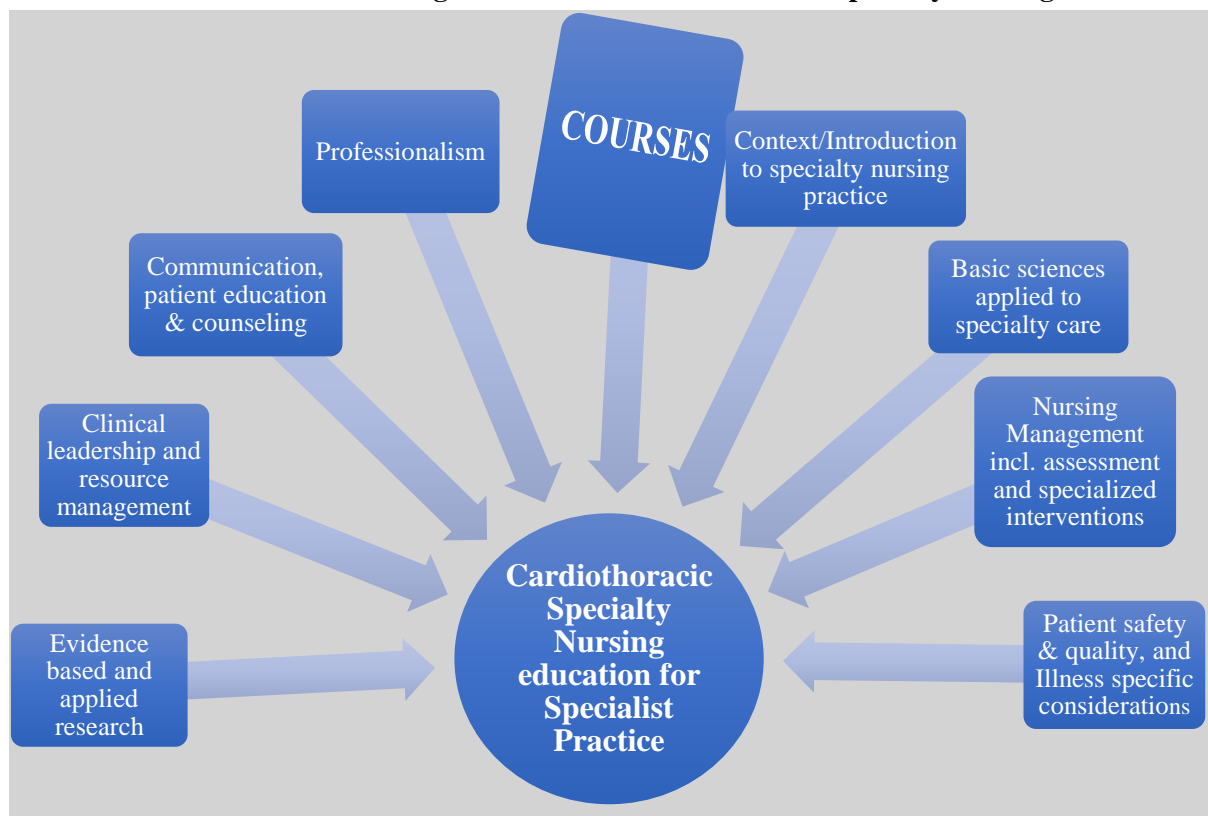 COURSES
Professionalism
Context/Introduction
to specialty nursing
practice
Communication,
patient education
& counseling
Basic sciences
applied to
specialty care
Clinical
leadership and
resource
management
Nursing
Management
incl. assessment
and specialized
interventions
Evidence
based and
applied
research
Cardiothoracic
Specialty
Nursing
education for
Specialist
Practice
Patient safety
& quality, and
Illness specific
considerations